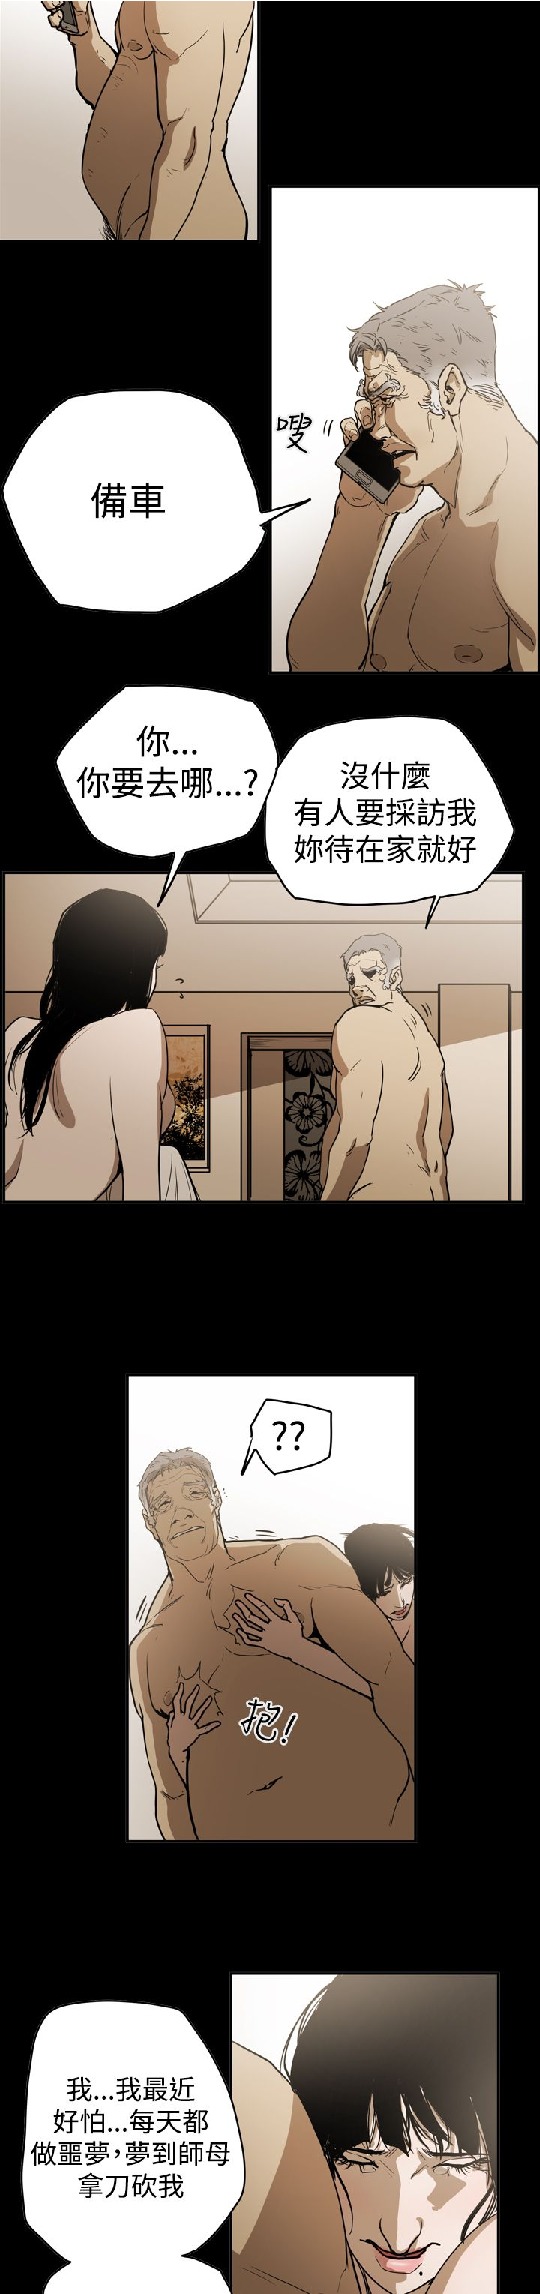 嗖
備車
你...
你要去哪...?
沒什麼
有人要採訪我
妳待在家就好
??
抱!
我...我最近
好怕...每天都
做噩夢,夢到師母
拿刀砍我